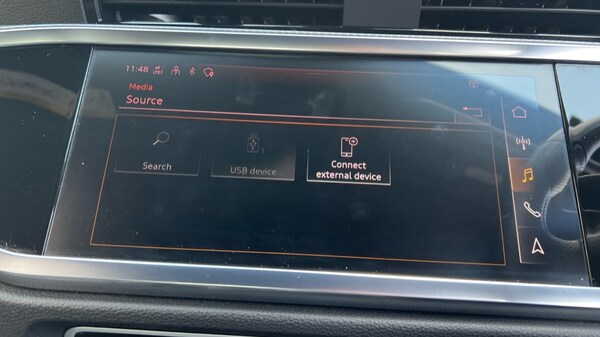 11:48
Media
Source
Search
USB device
Connect
external device